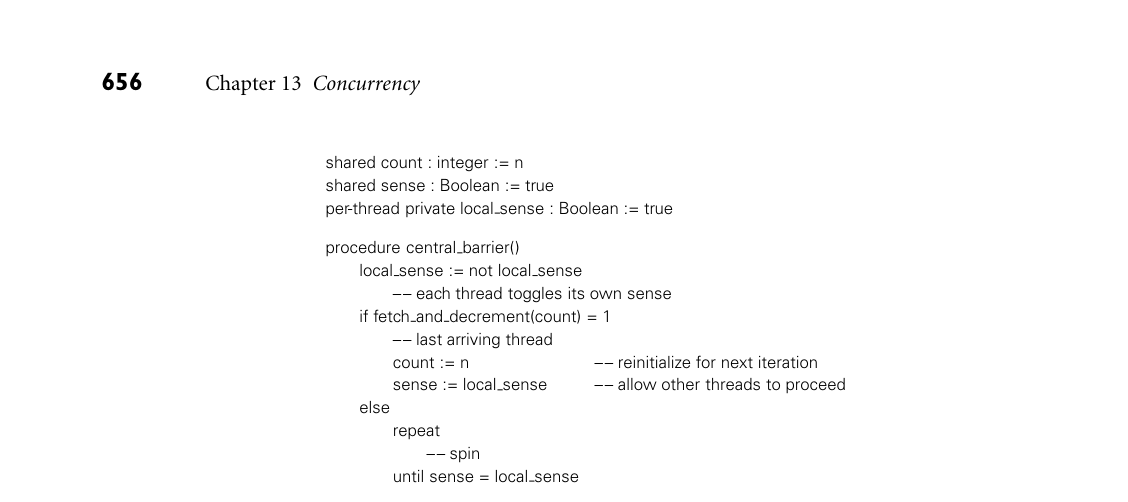 656 Chapter 13 Concurrency
shared count : integer := n
shared sense : Boolean := true
per-thread private local_sense : Boolean := true
procedure central_barrier()
local_sense := not local_sense
−− each thread toggles its own sense
if fetch_and_decrement(count) = 1
−− last arriving thread
count := n −− reinitialize for next iteration
sense := local_sense −− allow other threads to proceed
else
repeat
−− spin
until sense = local_sense